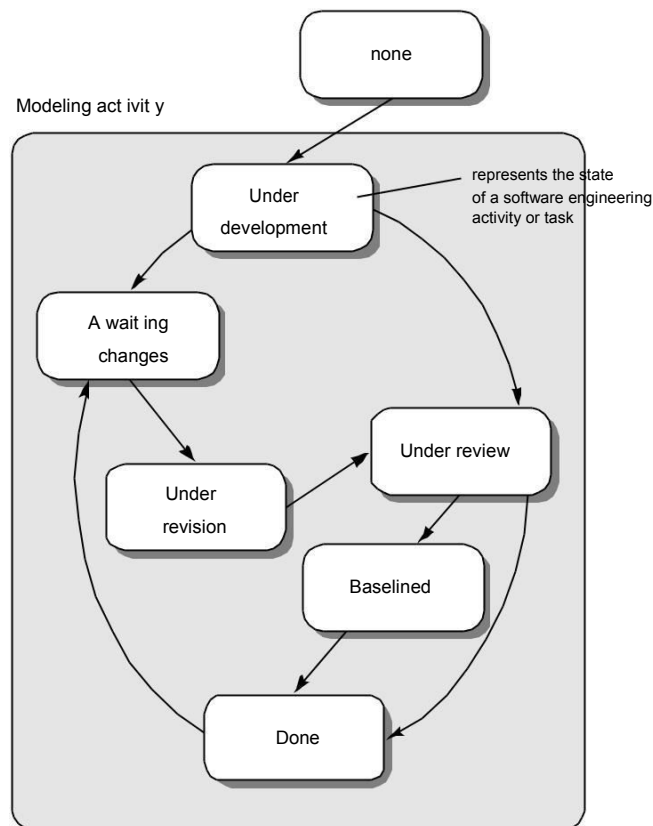 none
Modeling act ivit y
Under
development
represents the state
of a software engineering
activity or task
A wait ing
changes
Under review
Under
revision
Baselined
Done